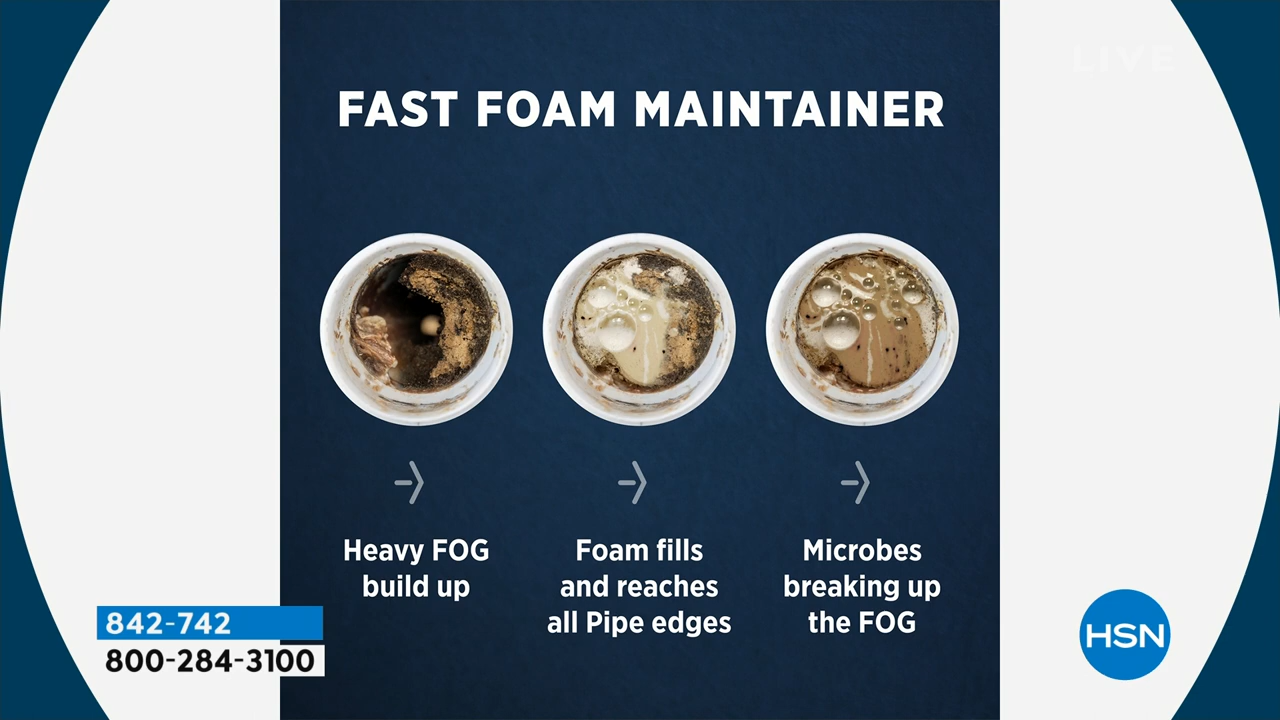 LIVE
FAST FOAM MAINTAINER
Heavy FOG
build up
Foam fills
and reaches
all Pipe edges
Microbes
breaking up
the FOG
842-742
800-284-3100
HSN